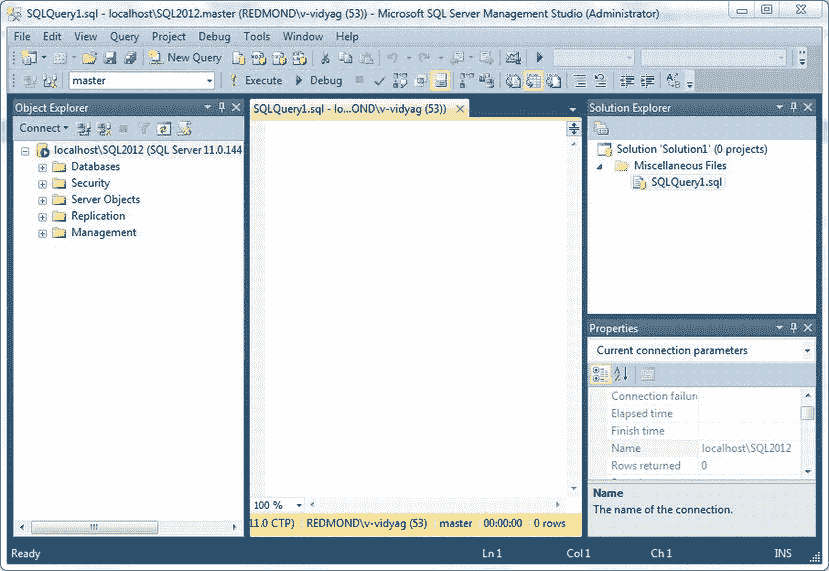 SQLQuery1.sql - localhost\SQL2012.master (REDMOND\v-vidyag (53)) - Microsoft SQL Server Management Studio (Administrator)
File Edit View Query Project Debug Tools Window Help
New Query
master Execute Debug
Object Explorer
Connect
localhost\SQL2012 (SQL Server 11.0.144
Databases
Security
Server Objects
Replication
Management
SQLQuery1.sql - lo...OND\v-vidyag (53))
100 %
11.0 CTP) REDMOND\v-vidyag (53) master 00:00:00 0 rows
Solution Explorer
Solution 'Solution1' (0 projects)
Miscellaneous Files
SQLQuery1.sql
Properties
Current connection parameters
Connection failure
Elapsed time
Finish time
Name localhost\SQL2012
Rows returned 0
Name
The name of the connection.
Ready Ln 1 Col 1 Ch 1 INS